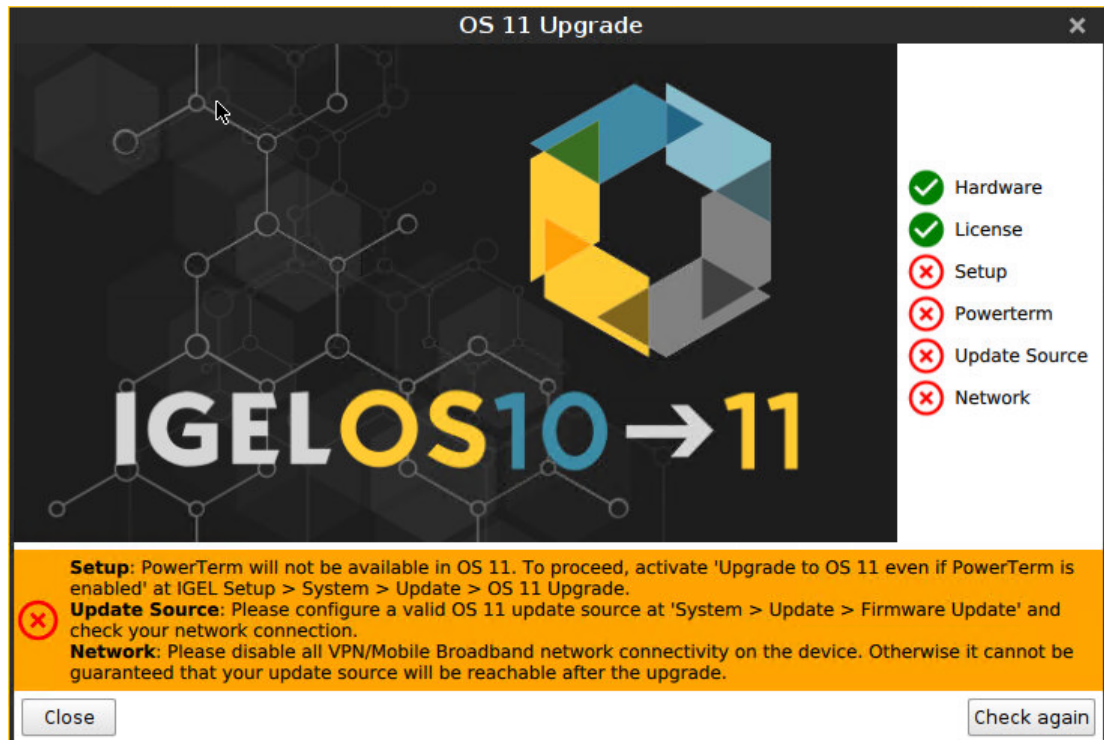 OS 11 Upgrade
Hardware
License
Setup
Powerterm
Update Source
Network
IGELOS10→11
Setup: PowerTerm will not be available in OS 11. To proceed, activate 'Upgrade to OS 11 even if PowerTerm is
enabled' at IGEL Setup > System > Update > OS 11 Upgrade.
Update Source: Please configure a valid OS 11 update source at 'System > Update > Firmware Update' and
check your network connection.
Network: Please disable all VPN/Mobile Broadband network connectivity on the device. Otherwise it cannot be
guaranteed that your update source will be reachable after the upgrade.
Close
Check again